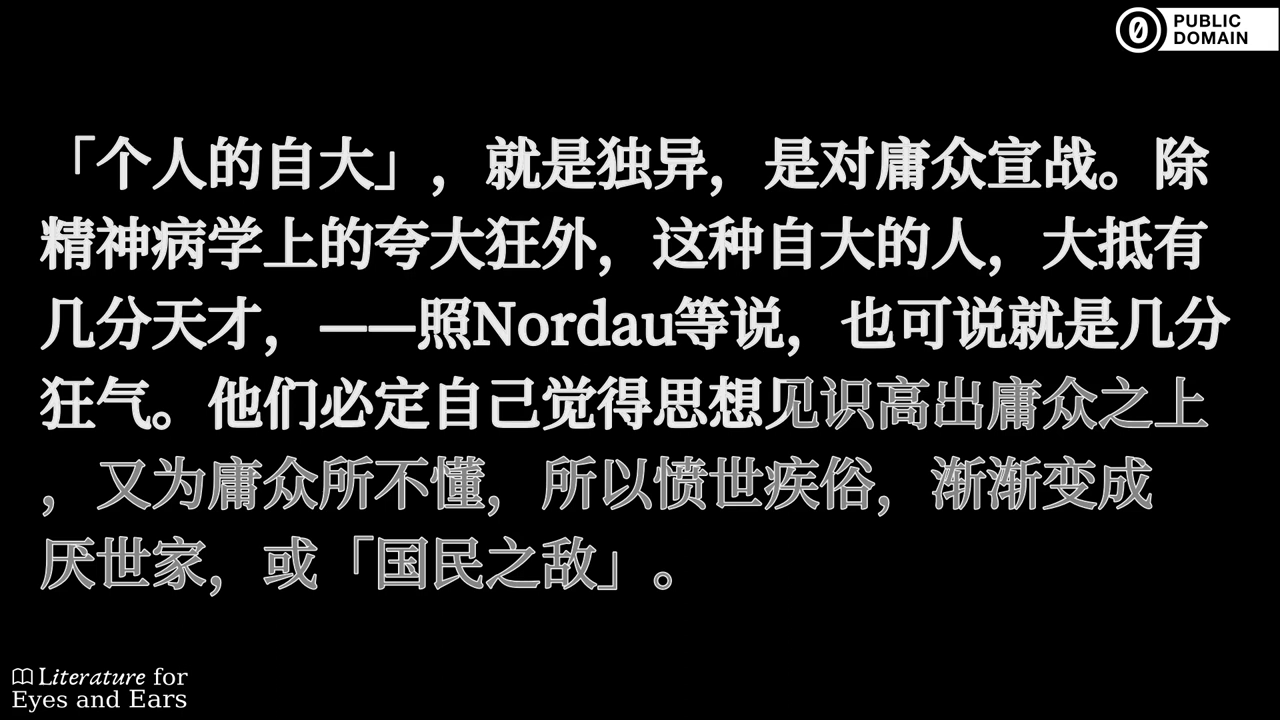 PUBLIC
DOMAIN
「个人的自大」，就是独异，是对庸众宣战。除
精神病学上的夸大狂外，这种自大的人，大抵有
几分天才，——照Nordau等说，也可说就是几分
狂气。他们必定自己觉得思想见识高出庸众之上
，又为庸众所不懂，所以愤世疾俗，渐渐变成
厌世家，或「国民之敌」。
Literature for
Eyes and Ears